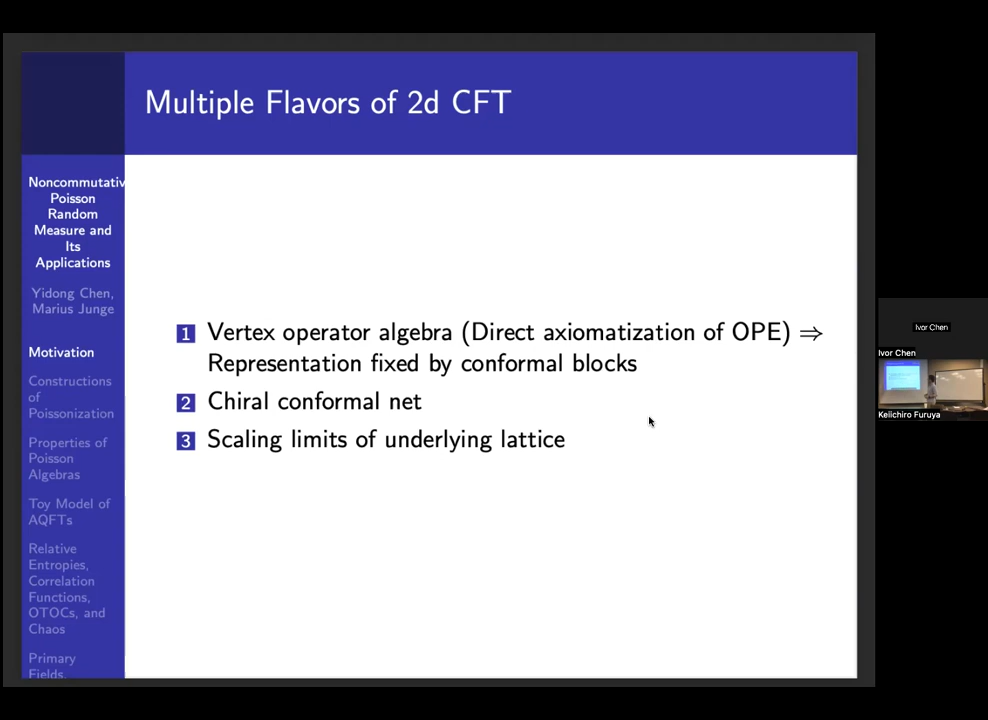 Multiple Flavors of 2d CFT
Noncommutativ
Poisson
Random
Measure and
Its
Applications
Yidong Chen,
Marius Junge
Motivation
Constructions
of
Poissonization
Properties of
Poisson
Algebras
Toy Model of
AQFTs
Relative
Entropies,
Correlation
Functions,
OTOCs, and
Chaos
Primary
Fields,
1 Vertex operator algebra (Direct axiomatization of OPE) ⇒
Representation fixed by conformal blocks
2 Chiral conformal net
3 Scaling limits of underlying lattice
Ivor Chen
Ivor Chen
Keiichiro Furuya